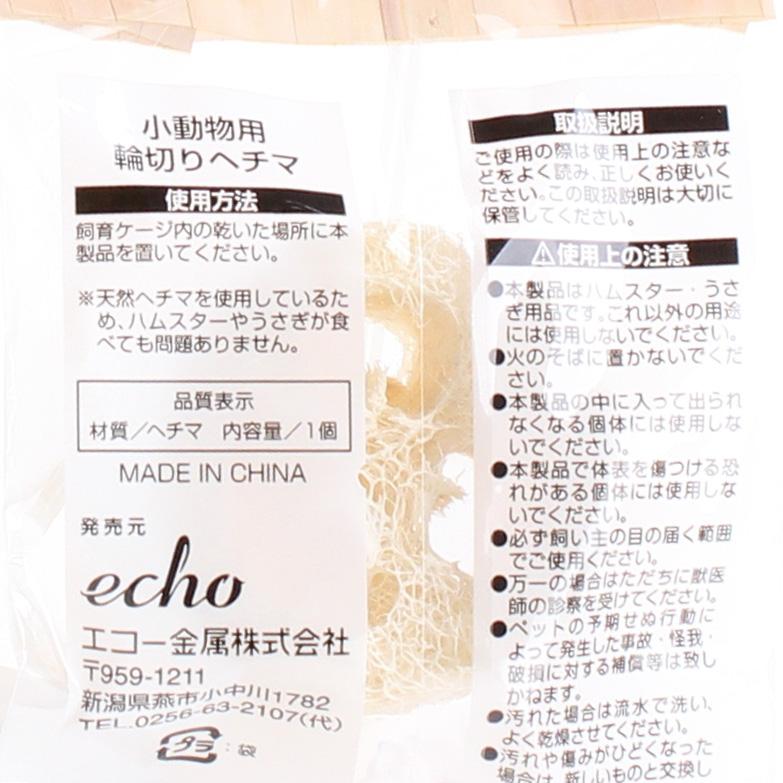 小動物用
輪切りヘチマ
使用方法
飼育ケージ内の乾いた場所に本
製品を置いてください。
※天然ヘチマを使用しているた
め、ハムスターやうさぎが食
べても問題ありません。
品質表示
材質/ヘチマ 内容量/1個
MADE IN CHINA
発売元
echo
エコー金属株式会社
〒959-1211
新潟県燕市小中川1782
TEL.0256-63-2107(代)
プラ:袋
取扱説明
ご使用の際は使用上の注意な
どをよく読み、正しくお使いく
ださい。この取扱説明は大切に
保管してください。
⚠使用上の注意
●本製品はハムスター・うさ
ぎ用品です。これ以外の用途
には使用しないでください。
●火のそばに置かないでくだ
さい。
●本製品の中に入って出られ
なくなる個体には使用しな
いでください。
●本製品で体表を傷つける恐
れがある個体には使用しな
いでください。
●必ず飼い主の目の届く範囲
でご使用ください。
●万一の場合はただちに獣医
師の診察を受けてください。
●ペットの予期せぬ行動に
よって発生した事故・怪我・
破損に対する補償等は致し
かねます。
●汚れた場合は流水で洗い、
よく乾燥させてください。
●汚れや傷みがひどくなった
場合は、新しいものと交換し